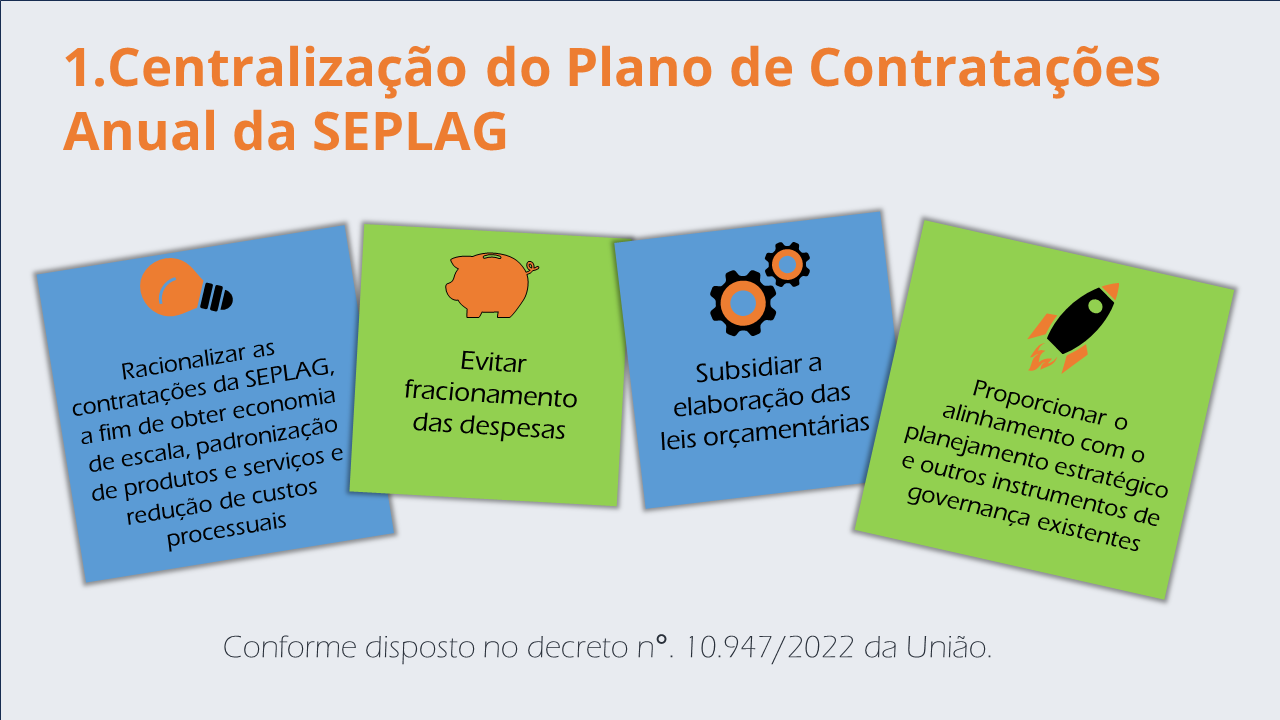 1.Centralização do Plano de Contratações
Anual da SEPLAG
Racionalizar as
contratações da SEPLAG,
a fim de obter economia
de escala, padronização
de produtos e serviços e
redução de custos
processuais
Evitar
fracionamento
das despesas
Subsidiar a
elaboração das
leis orçamentárias
Proporcionar o
alinhamento com o
planejamento estratégico
e outros instrumentos de
governança existentes
Conforme disposto no decreto n°. 10.947/2022 da União.